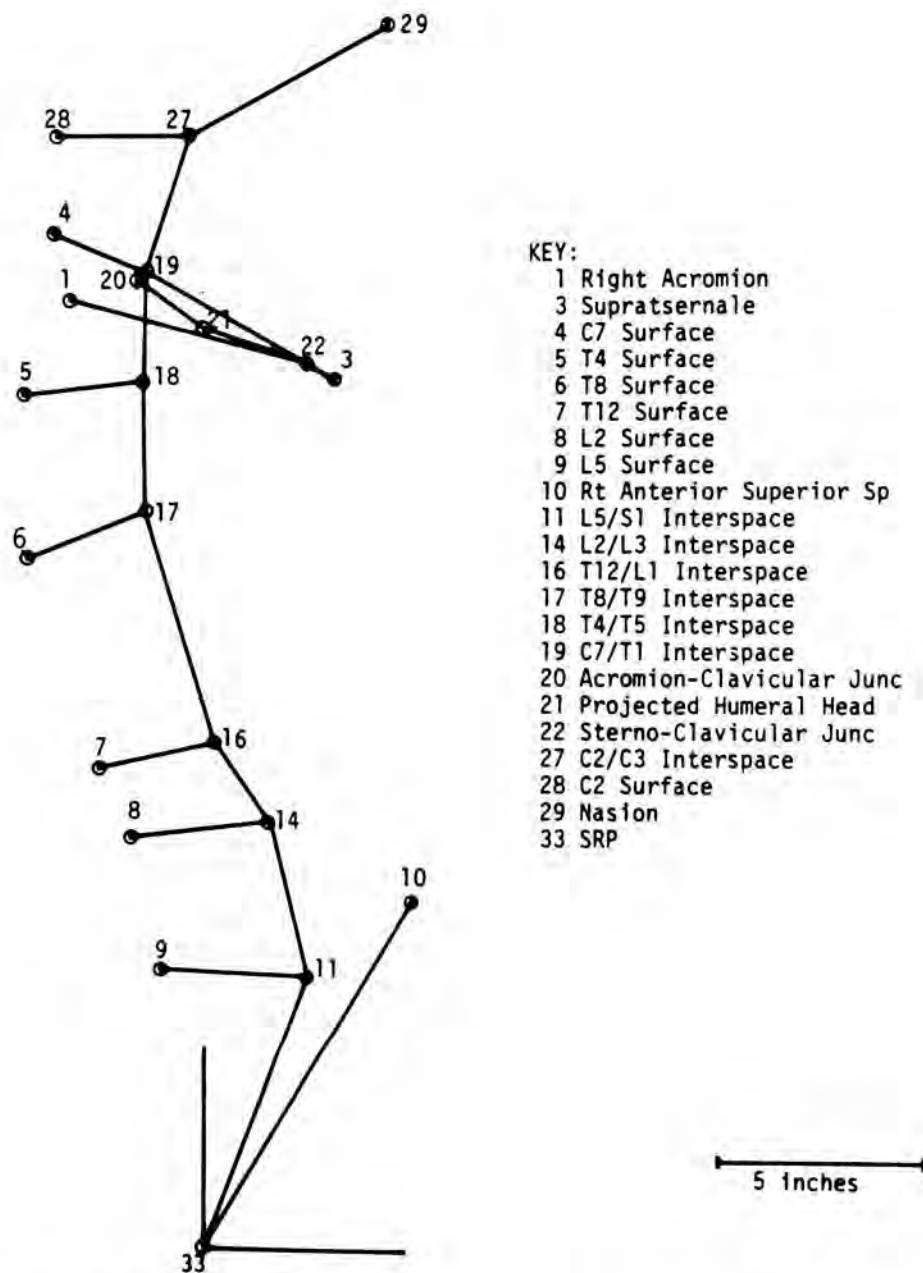 29
28
27
4
19
20
1
21
22
3
5
18
17
6
16
7
8
14
10
9
11
33
KEY:
1 Right Acromion
3 Supratsernale
4 C7 Surface
5 T4 Surface
6 T8 Surface
7 T12 Surface
8 L2 Surface
9 L5 Surface
10 Rt Anterior Superior Sp
11 L5/S1 Interspace
14 L2/L3 Interspace
16 T12/L1 Interspace
17 T8/T9 Interspace
18 T4/T5 Interspace
19 C7/T1 Interspace
20 Acromion-Clavicular Junc
21 Projected Humeral Head
22 Sterno-Clavicular Junc
27 C2/C3 Interspace
28 C2 Surface
29 Nasion
33 SRP
5 inches